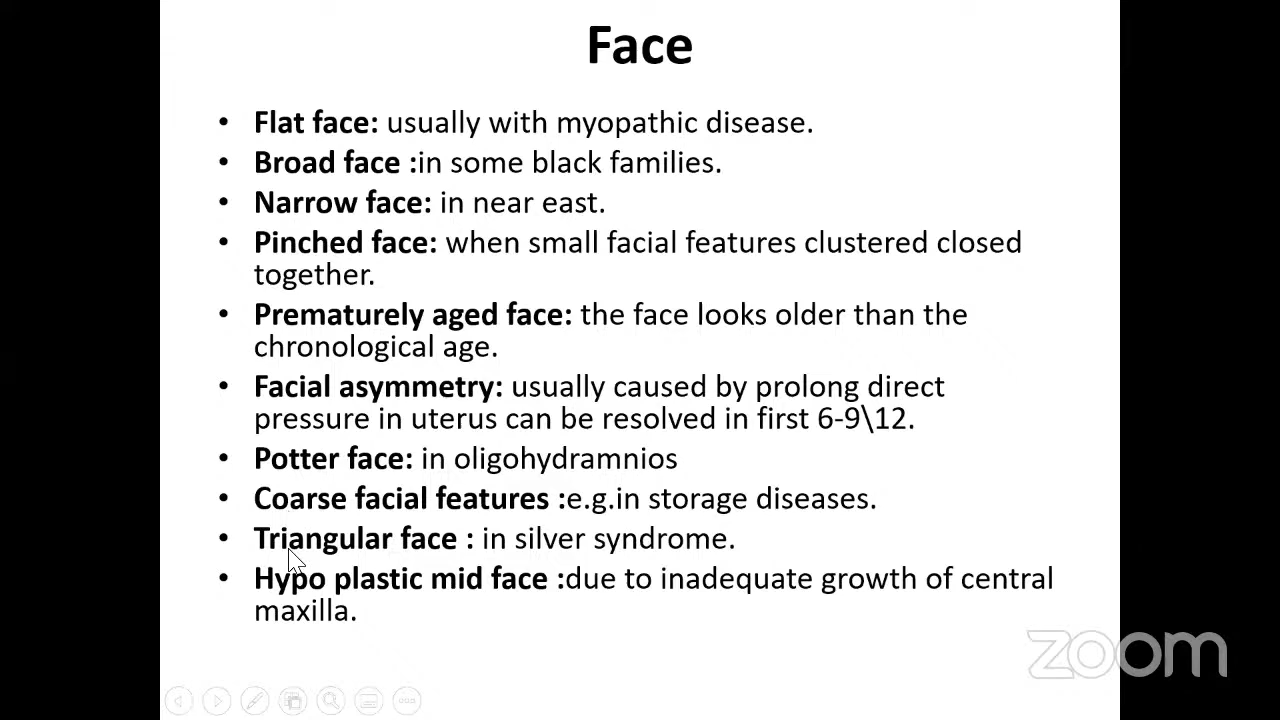 Face
• Flat face: usually with myopathic disease.
• Broad face :in some black families.
• Narrow face: in near east.
• Pinched face: when small facial features clustered closed
together.
• Prematurely aged face: the face looks older than the
chronological age.
• Facial asymmetry: usually caused by prolong direct
pressure in uterus can be resolved in first 6-9\12.
• Potter face: in oligohydramnios
• Coarse facial features :e.g.in storage diseases.
• Triangular face : in silver syndrome.
• Hypo plastic mid face :due to inadequate growth of central
maxilla.
zoom